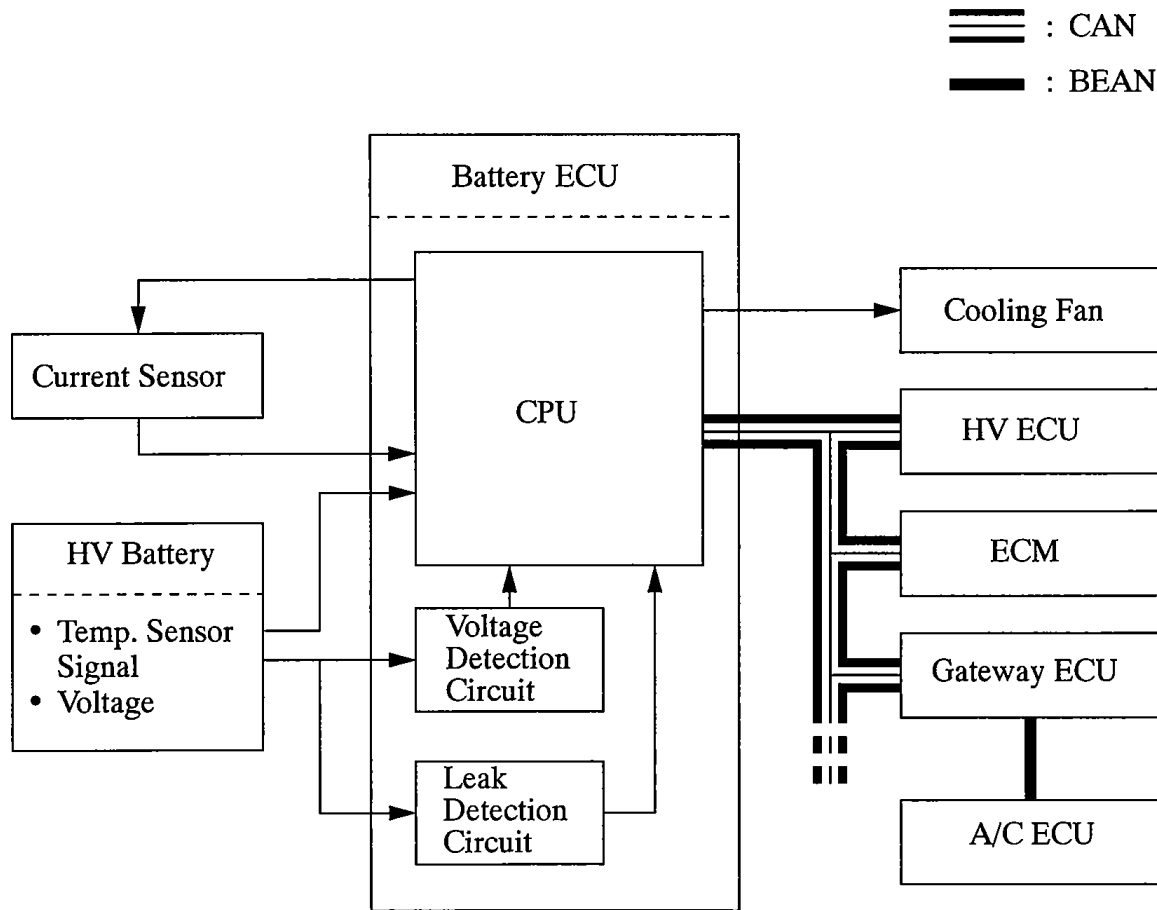 : CAN
: BEAN
Battery ECU
Cooling Fan
Current Sensor
CPU
HV ECU
HV Battery
• Temp. Sensor
Signal
• Voltage
ECM
Voltage
Detection
Circuit
Gateway ECU
Leak
Detection
Circuit
A/C ECU